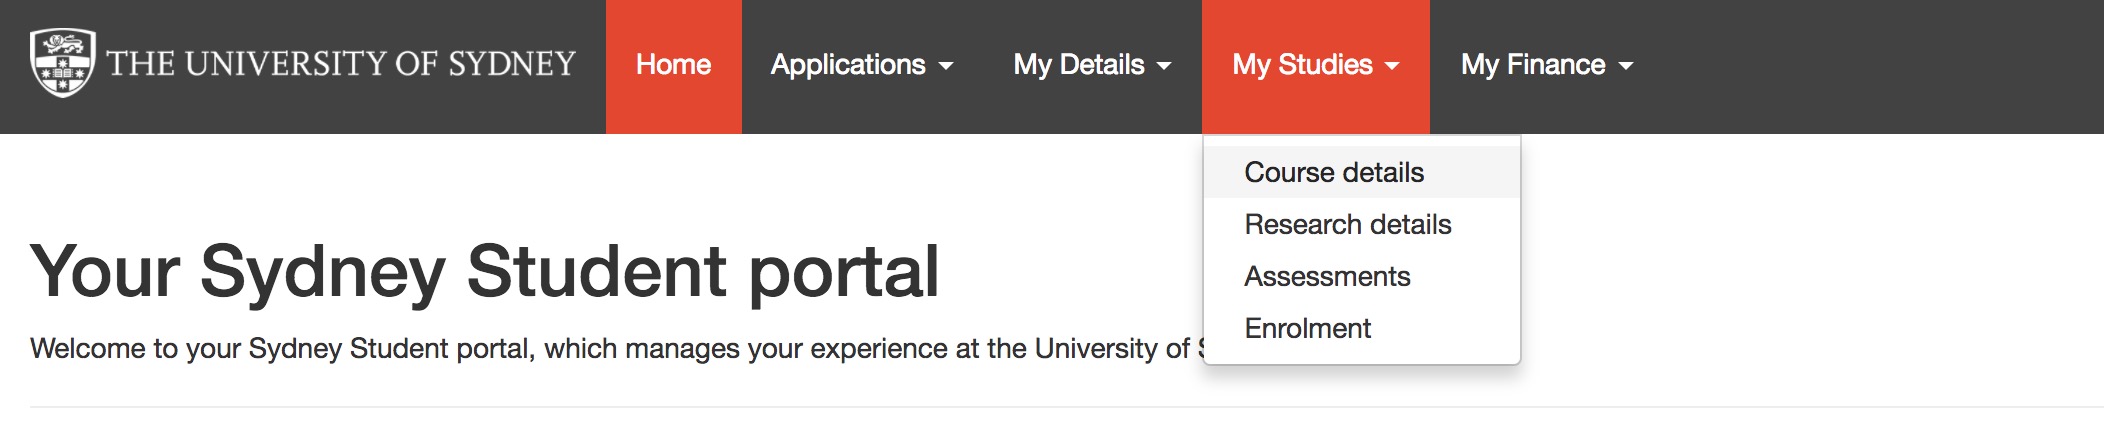 THE UNIVERSITY OF SYDNEY
Home
Applications
My Details
My Studies
My Finance
Course details
Research details
Assessments
Enrolment
Your Sydney Student portal
Welcome to your Sydney Student portal, which manages your experience at the University of